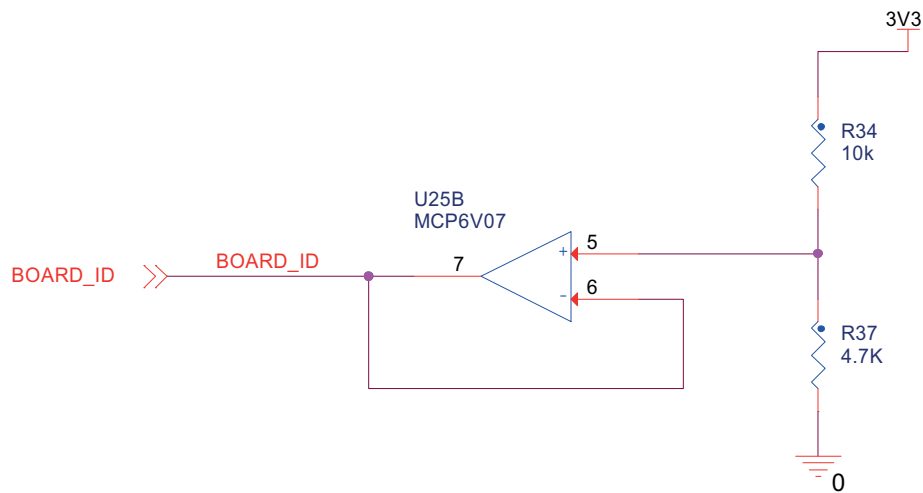 3V3
R34
10k
U25B
MCP6V07
5
+
BOARD_ID
BOARD_ID
7
6
-
R37
4.7K
0